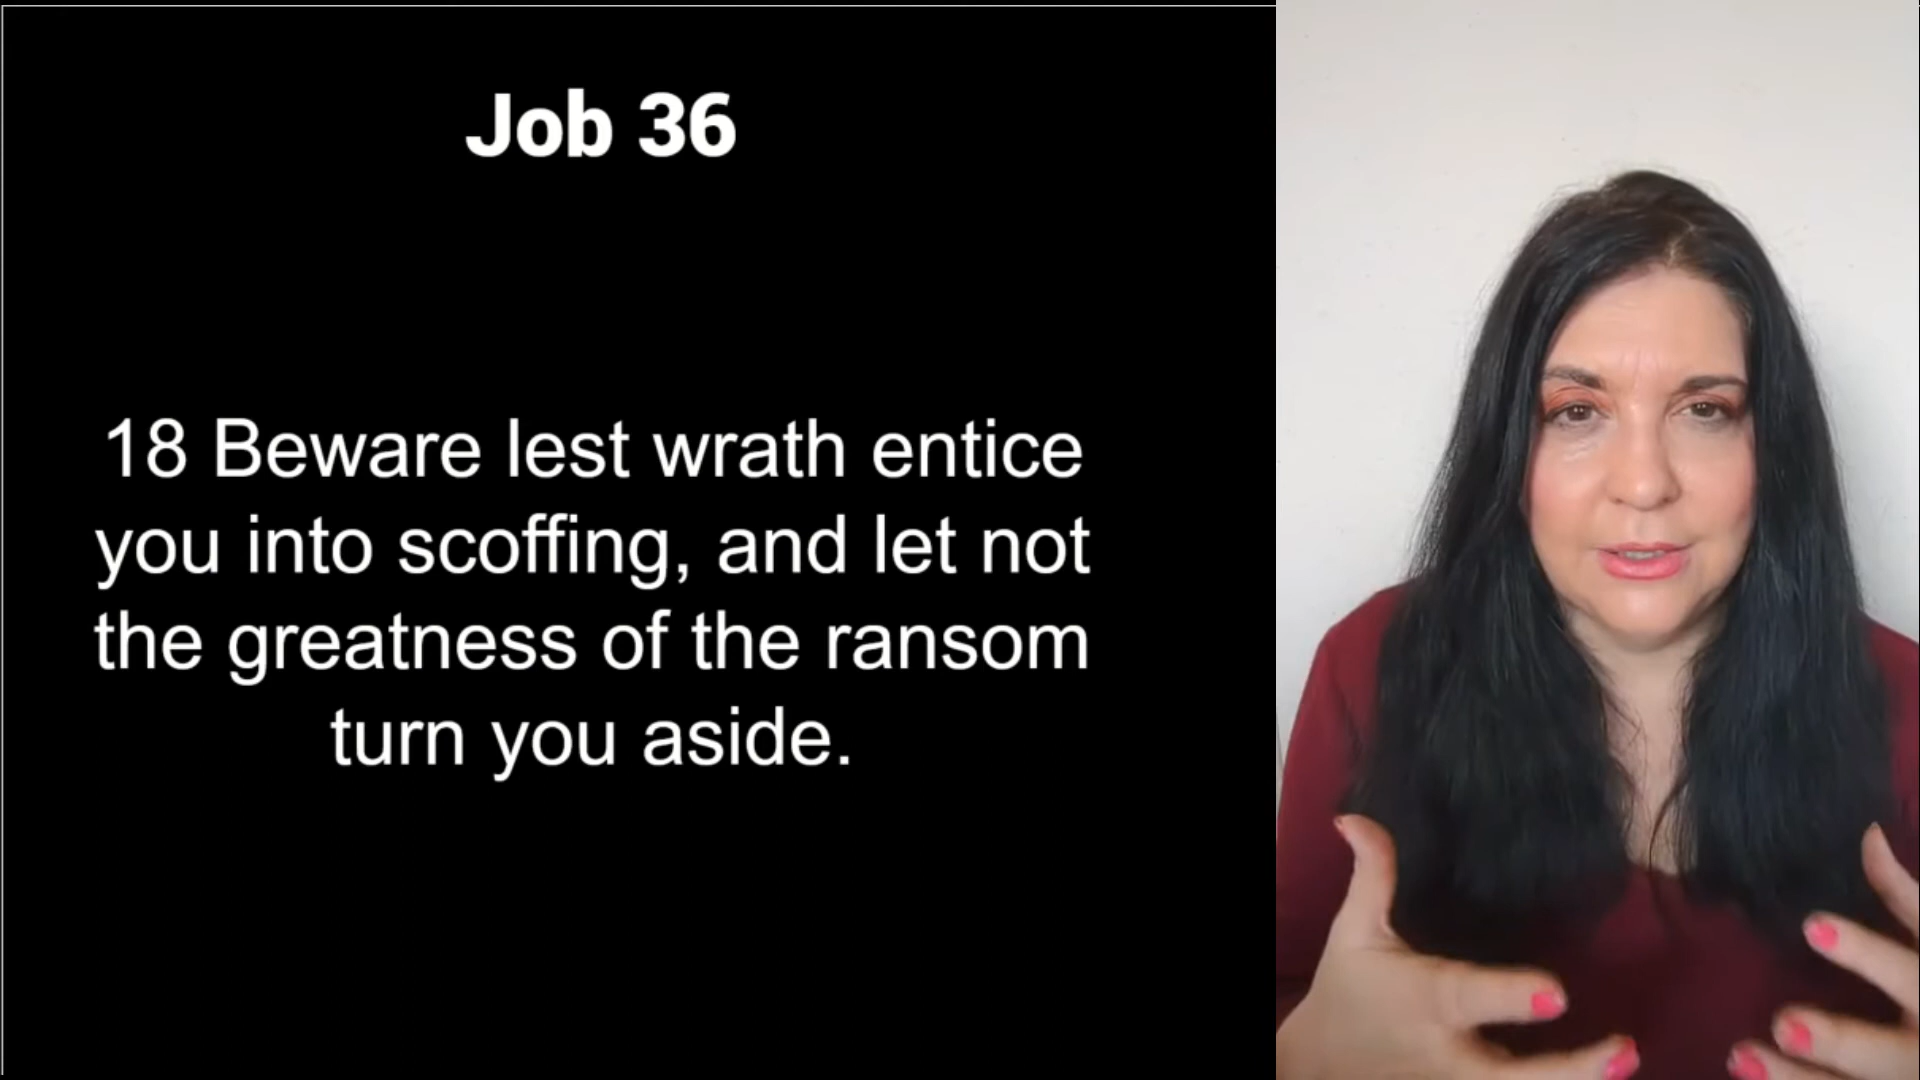 Job 36
18 Beware lest wrath entice
you into scoffing, and let not
the greatness of the ransom
turn you aside.